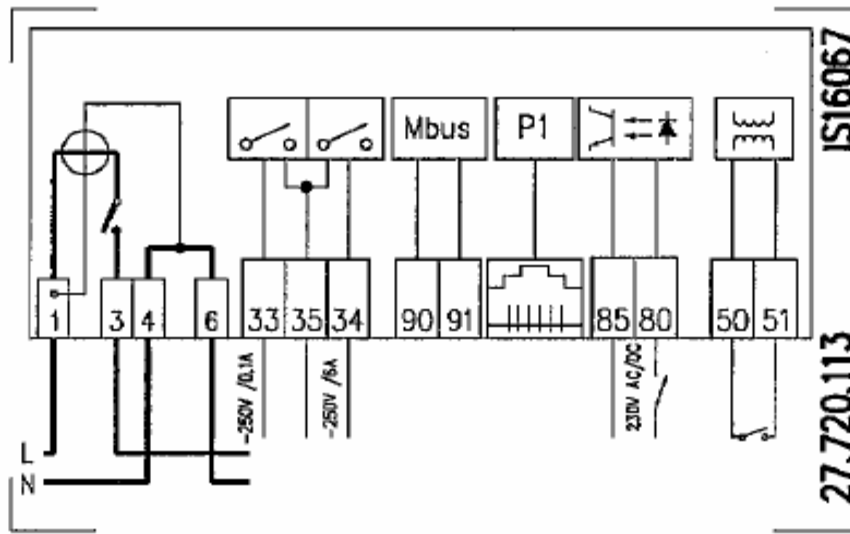 Mbus
P1
1
3
4
6
33
35
34
90
91
85
80
50
51
~250V /0.1A
~250V /6A
230V AC/DC
L
N
IS16067
27.720.113